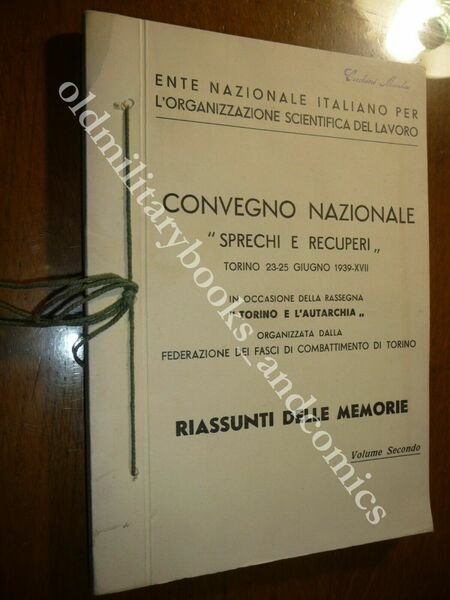 ENTE NAZIONALE ITALIANO PER
L'ORGANIZZAZIONE SCIENTIFICA DEL LAVORO
CONVEGNO NAZIONALE
" SPRECHI E RECUPERI „
TORINO 23-25 GIUGNO 1939-XVII
IN OCCASIONE DELLA RASSEGNA
" TORINO E L'AUTARCHIA „
ORGANIZZATA DALLA
FEDERAZIONE DEI FASCI DI COMBATTIMENTO DI TORINO
RIASSUNTI DELLE MEMORIE
Volume Secondo
oldmilitarybooks_andcomics